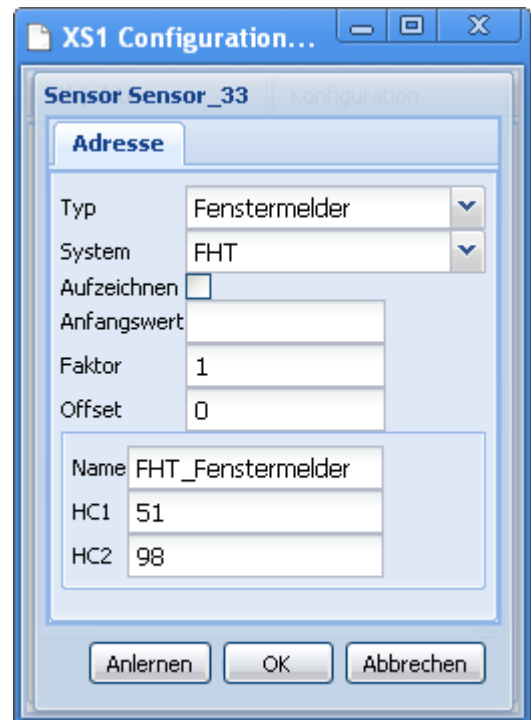 XS1 Configuration...
Sensor Sensor_33
Konfiguration
Adresse
Typ Fenstermelder
System FHT
Aufzeichnen
Anfangswert
Faktor 1
Offset 0
Name FHT_Fenstermelder
HC1 51
HC2 98
Anlernen OK Abbrechen